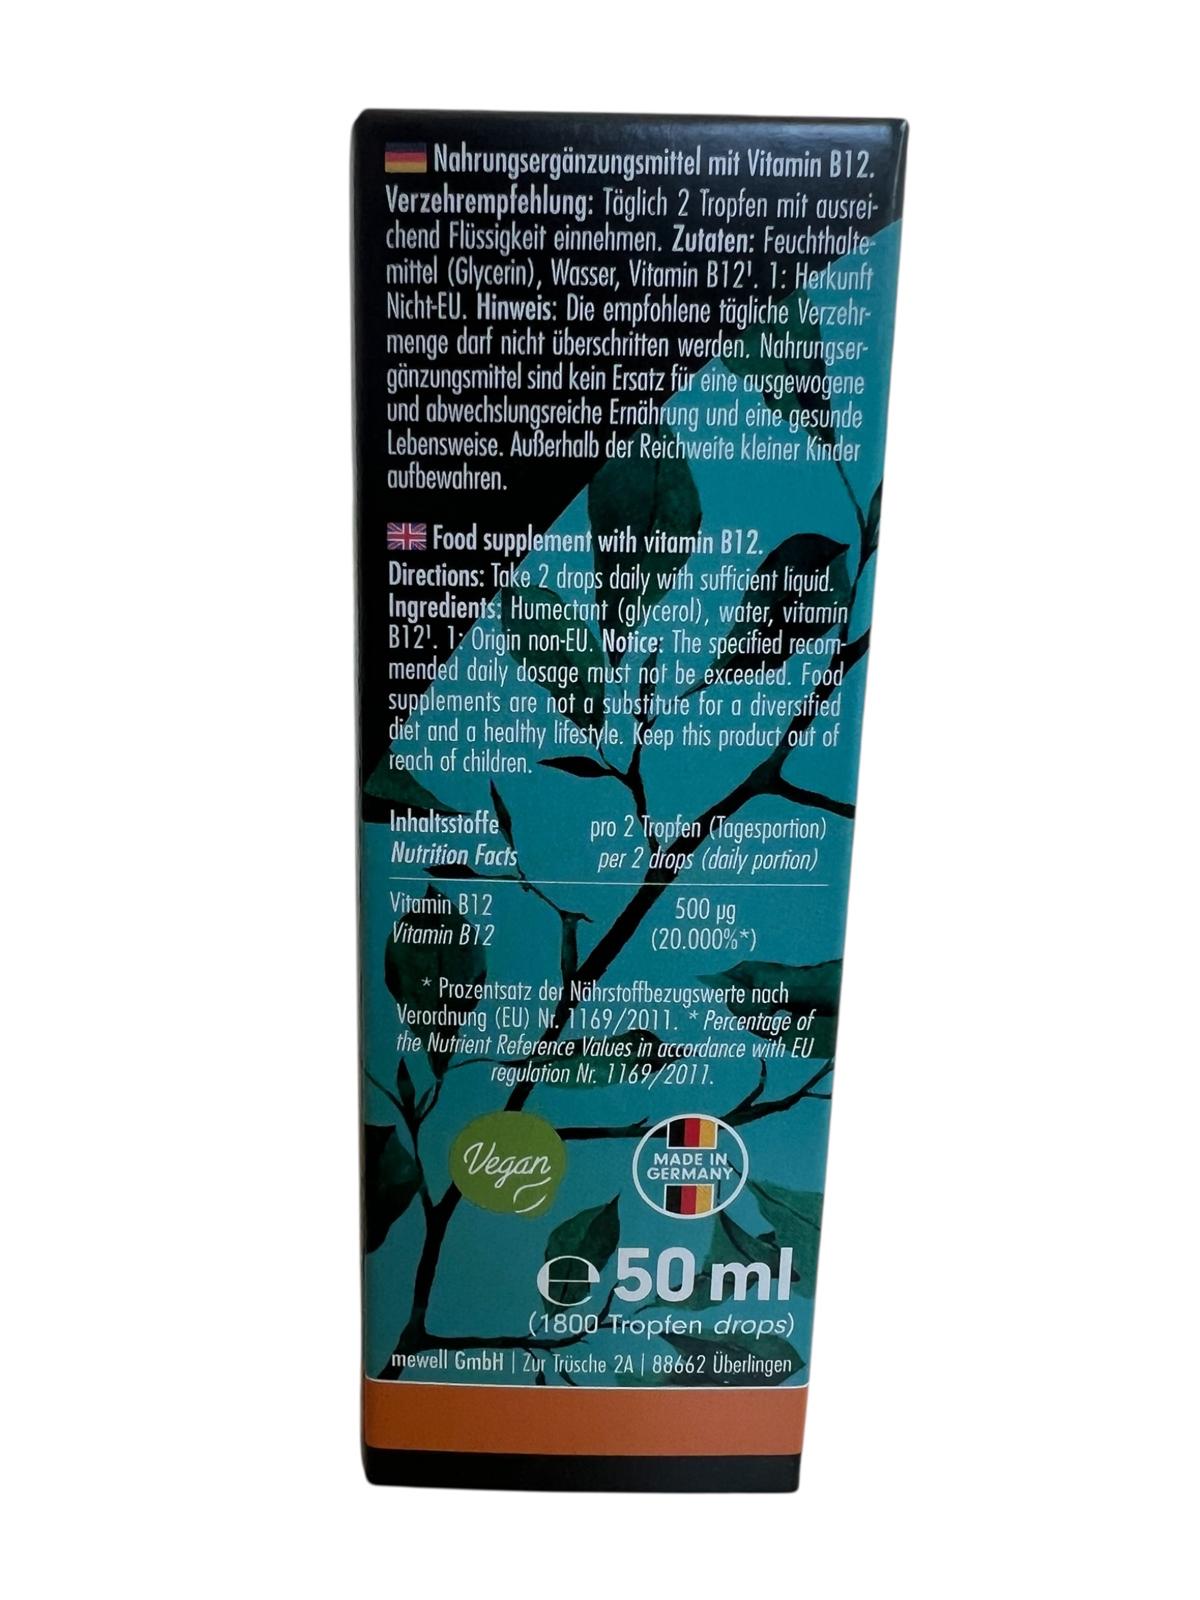 Nahrungsergänzungsmittel mit Vitamin B12.
Verzehrempfehlung: Täglich 2 Tropfen mit ausrei-
chend Flüssigkeit einnehmen. Zutaten: Feuchthalte-
mittel (Glycerin), Wasser, Vitamin B12¹. 1: Herkunft
Nicht-EU. Hinweis: Die empfohlene tägliche Verzehr-
menge darf nicht überschritten werden. Nahrungser-
gänzungsmittel sind kein Ersatz für eine ausgewogene
und abwechslungsreiche Ernährung und eine gesunde
Lebensweise. Außerhalb der Reichweite kleiner Kinder
aufbewahren.
Food supplement with vitamin B12.
Directions: Take 2 drops daily with sufficient liquid.
Ingredients: Humectant (glycerol), water, vitamin
B12¹. 1: Origin non-EU. Notice: The specified recom-
mended daily dosage must not be exceeded. Food
supplements are not a substitute for a diversified
diet and a healthy lifestyle. Keep this product out of
reach of children.
Inhaltsstoffe pro 2 Tropfen (Tagesportion)
Nutrition Facts per 2 drops (daily portion)
Vitamin B12 500 µg
Vitamin B12 (20.000%*)
* Prozentsatz der Nährstoffbezugswerte nach
Verordnung (EU) Nr. 1169/2011. * Percentage of
the Nutrient Reference Values in accordance with EU
regulation Nr. 1169/2011.
Vegan
MADE IN
GERMANY
℮ 50 ml
(1800 Tropfen drops)
mewell GmbH | Zur Trüsche 2A | 88662 Überlingen